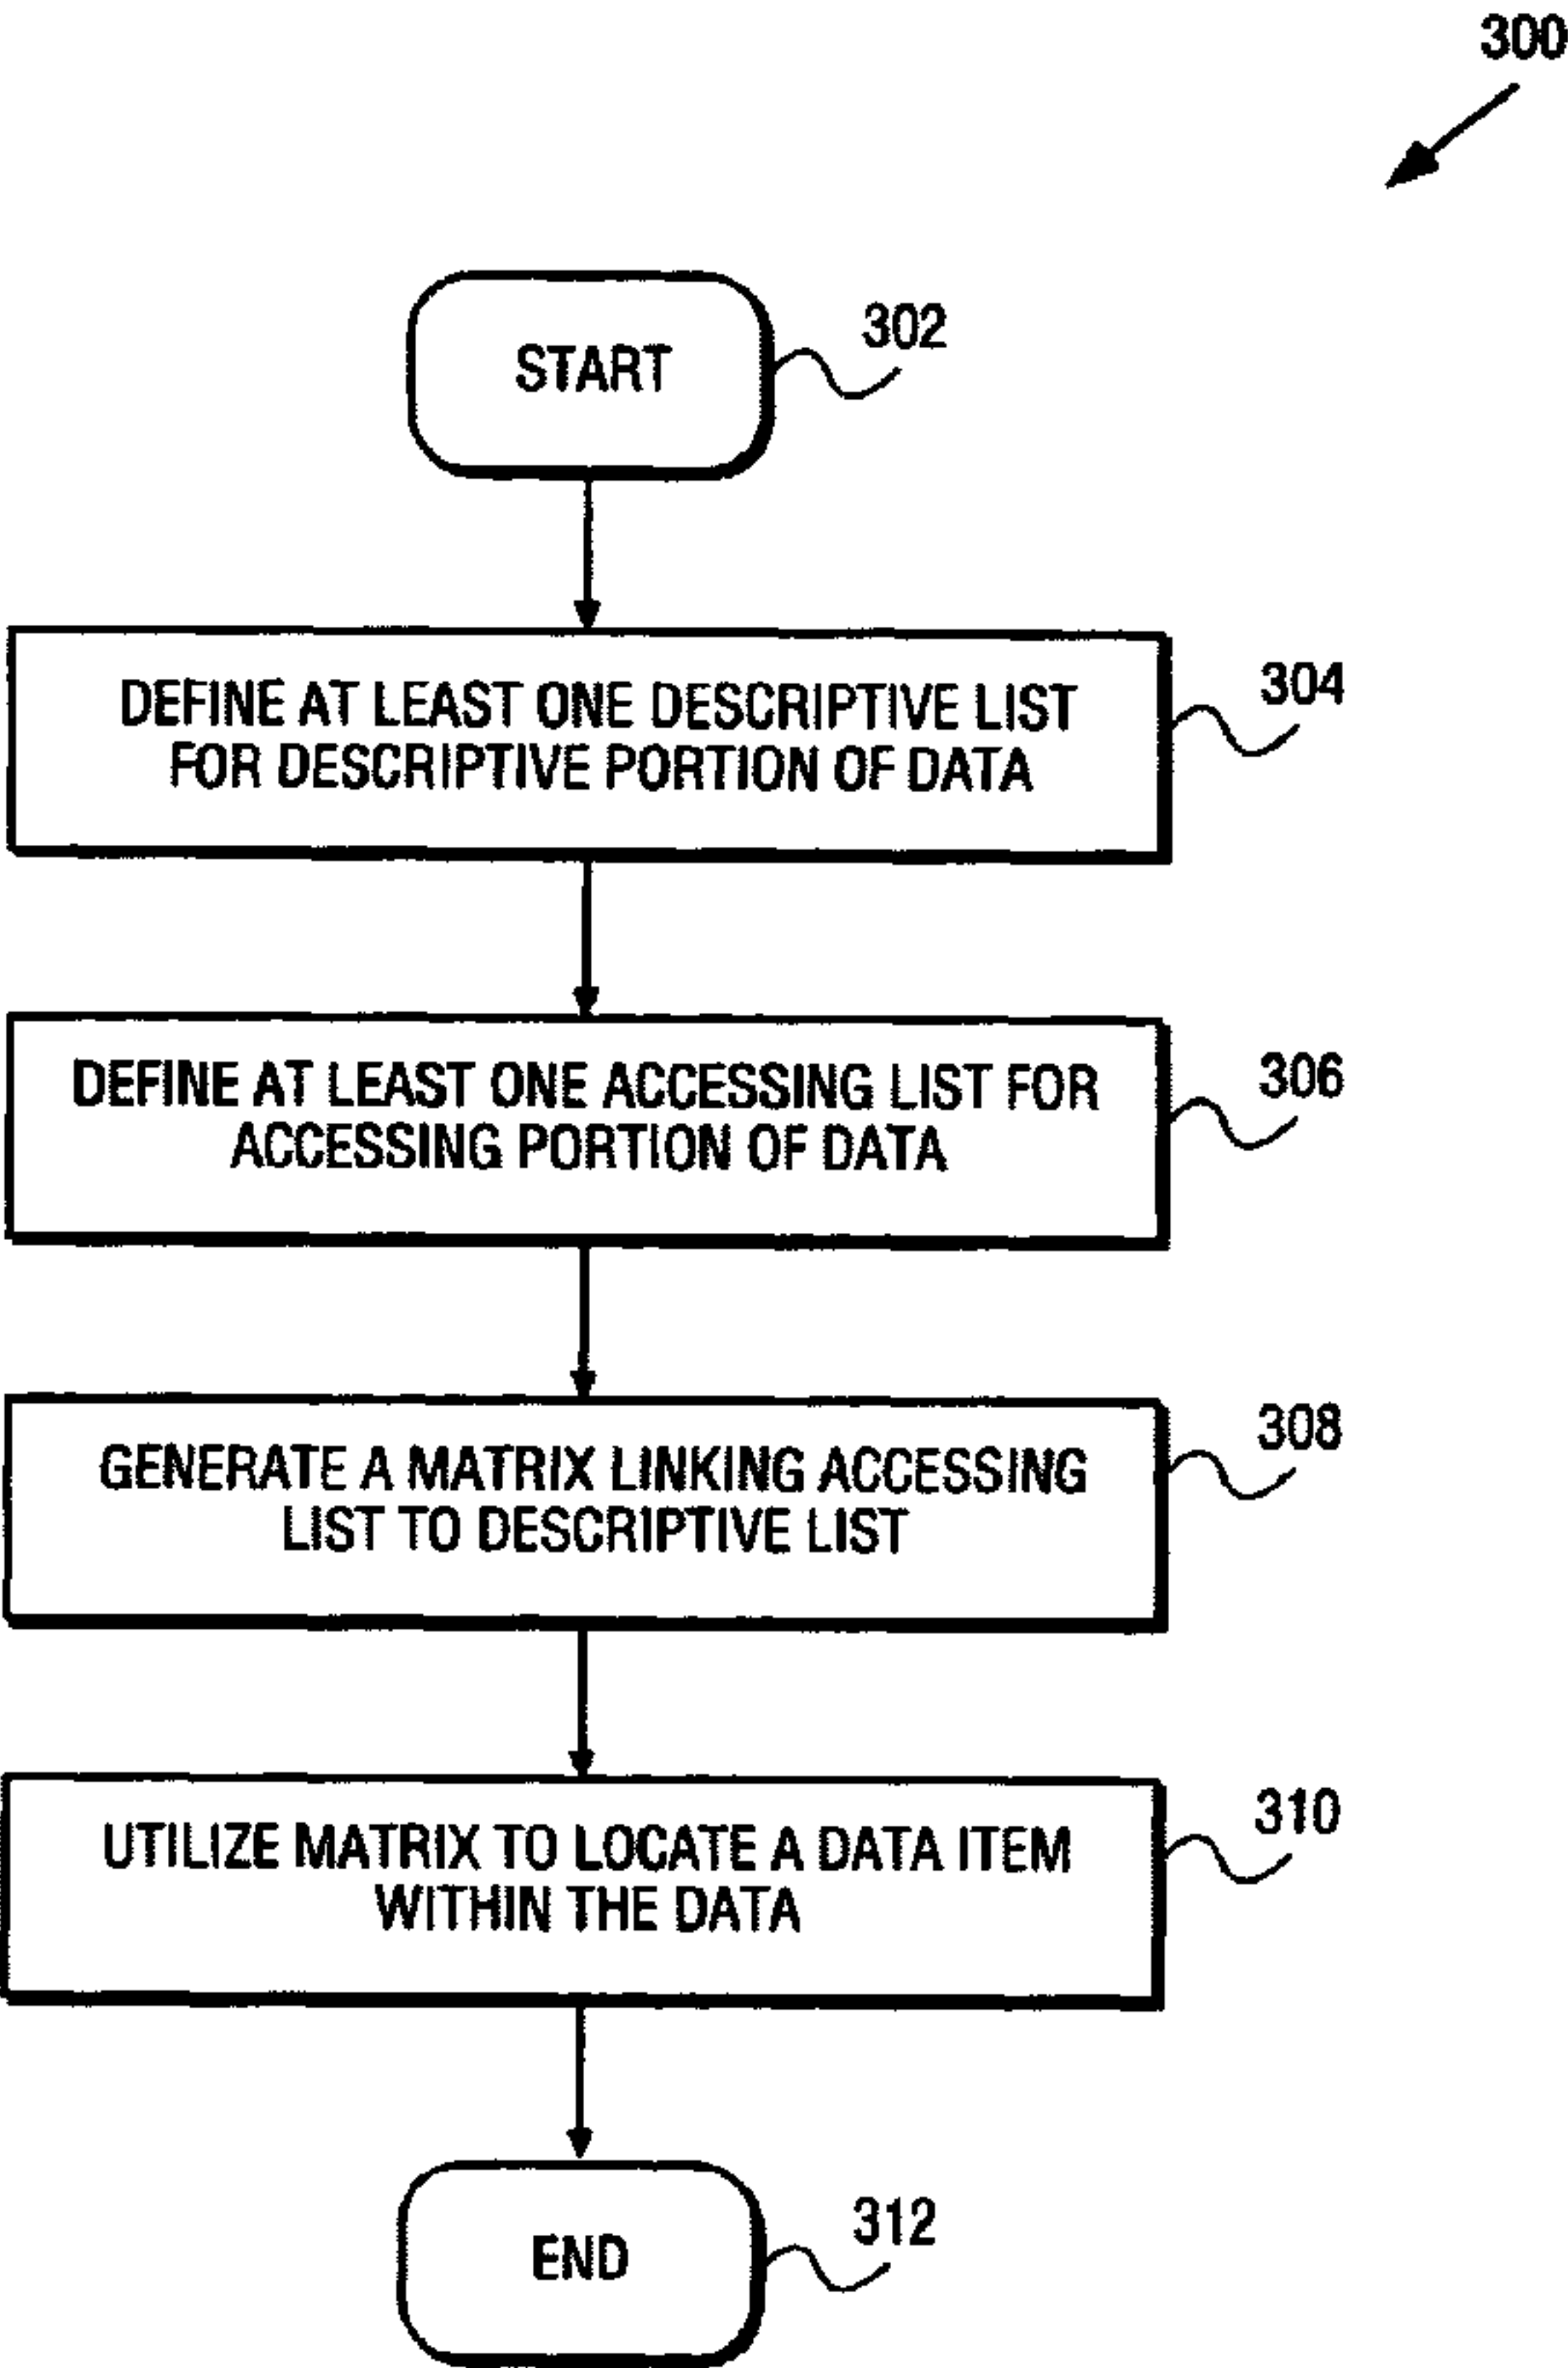 300
START
302
DEFINE AT LEAST ONE DESCRIPTIVE LIST
FOR DESCRIPTIVE PORTION OF DATA
304
DEFINE AT LEAST ONE ACCESSING LIST FOR
ACCESSING PORTION OF DATA
306
GENERATE A MATRIX LINKING ACCESSING
LIST TO DESCRIPTIVE LIST
308
UTILIZE MATRIX TO LOCATE A DATA ITEM
WITHIN THE DATA
310
END
312